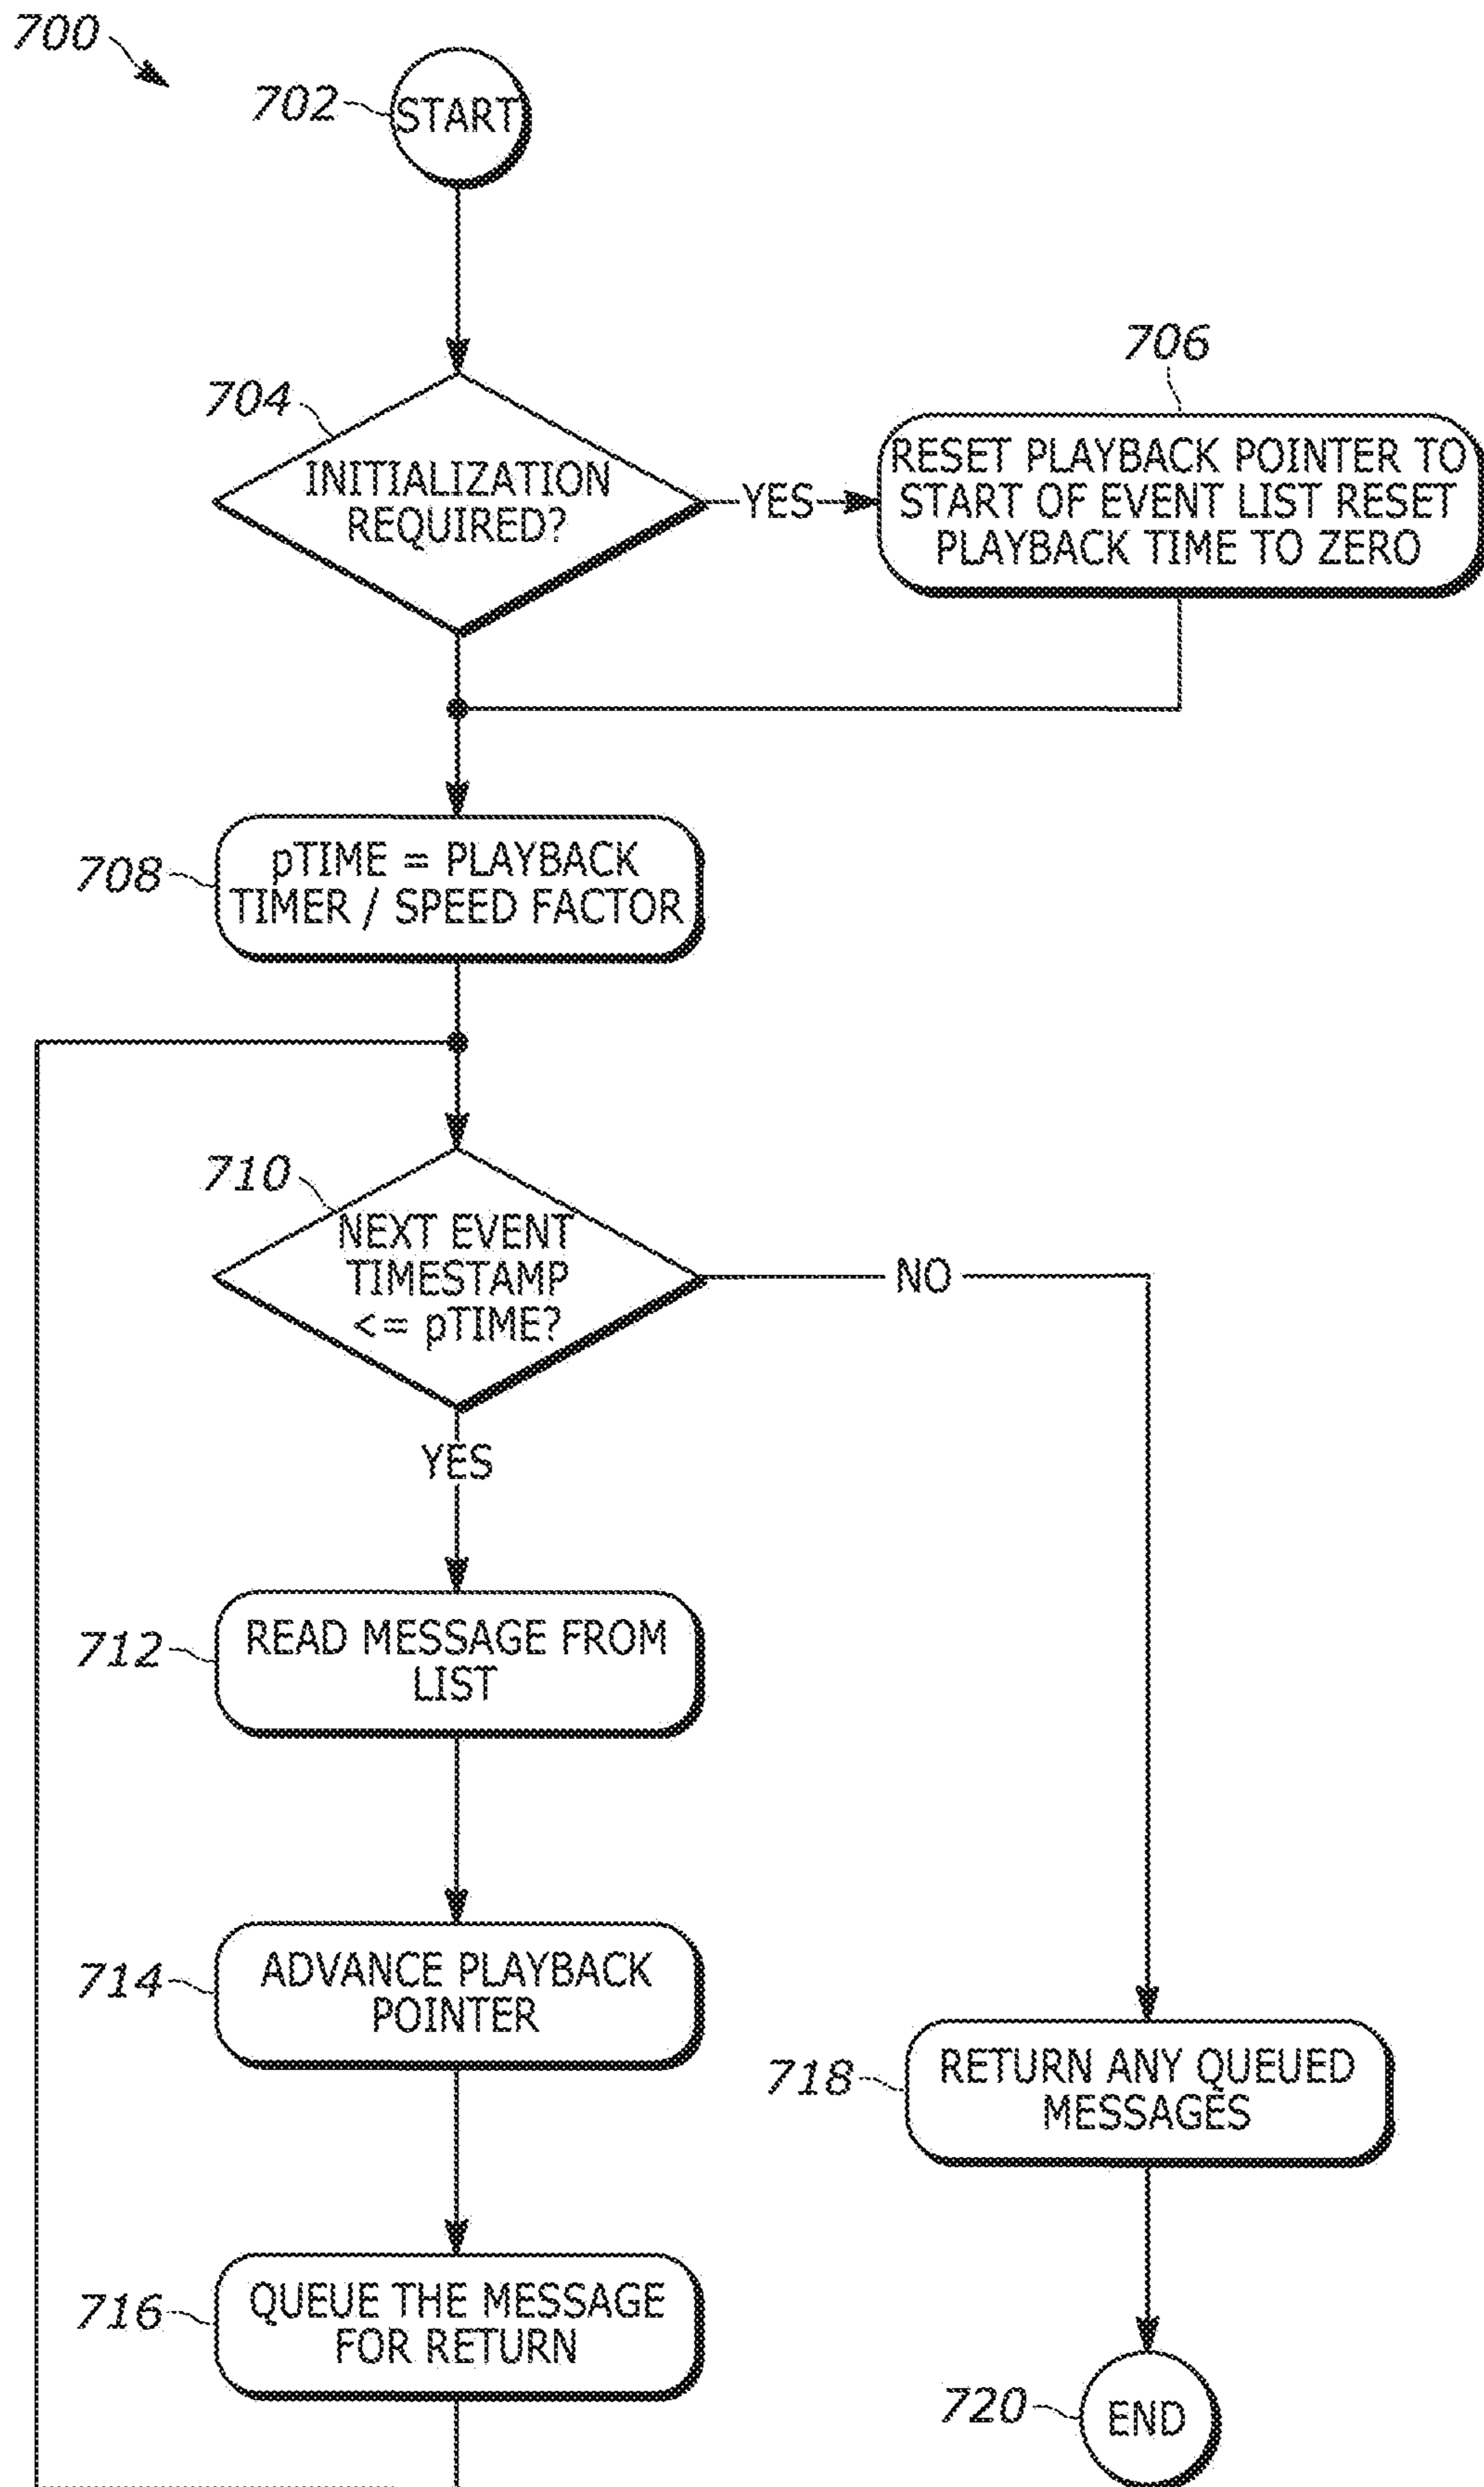 700
702
START
704
INITIALIZATION
REQUIRED?
YES
706
RESET PLAYBACK POINTER TO
START OF EVENT LIST RESET
PLAYBACK TIME TO ZERO
708
pTIME = PLAYBACK
TIMER / SPEED FACTOR
710
NEXT EVENT
TIMESTAMP
<= pTIME?
NO
YES
712
READ MESSAGE FROM
LIST
714
ADVANCE PLAYBACK
POINTER
718
RETURN ANY QUEUED
MESSAGES
716
QUEUE THE MESSAGE
FOR RETURN
720
END